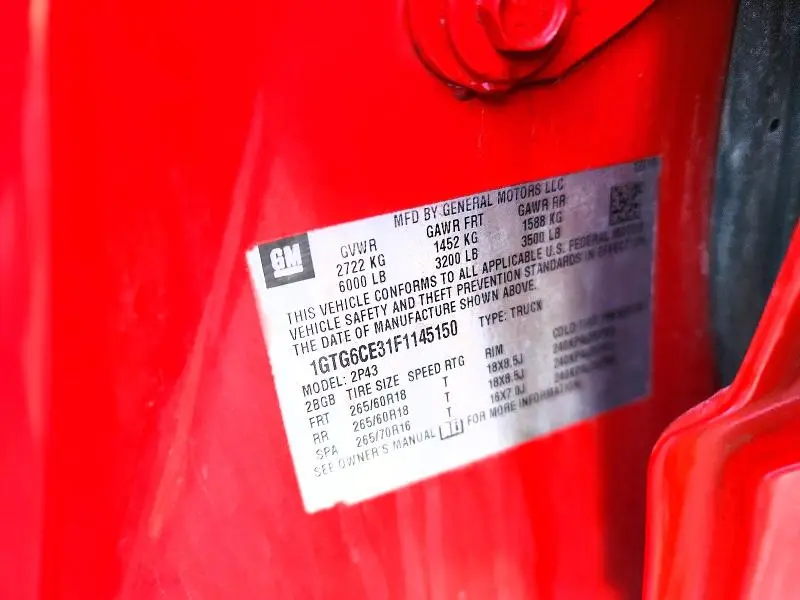 GM
MFD BY GENERAL MOTORS LLC
GVWR GAWR FRT GAWR RR
2722 KG 1452 KG 1588 KG
6000 LB 3200 LB 3500 LB
THIS VEHICLE CONFORMS TO ALL APPLICABLE U.S. FEDERAL MOTOR
VEHICLE SAFETY AND THEFT PREVENTION STANDARDS IN EFFECT ON
THE DATE OF MANUFACTURE SHOWN ABOVE.
1GTG6CE31F1145150 TYPE: TRUCK
MODEL: 2P43
28GB TIRE SIZE SPEED RTG RIM COLD TIRE PRESSURE
FRT 265/60R18 T 18X8.5J
RR 265/60R18 T 18X8.5J
SPA 265/70R16 T 16X7.0J
SEE OWNER'S MANUAL FOR MORE INFORMATION